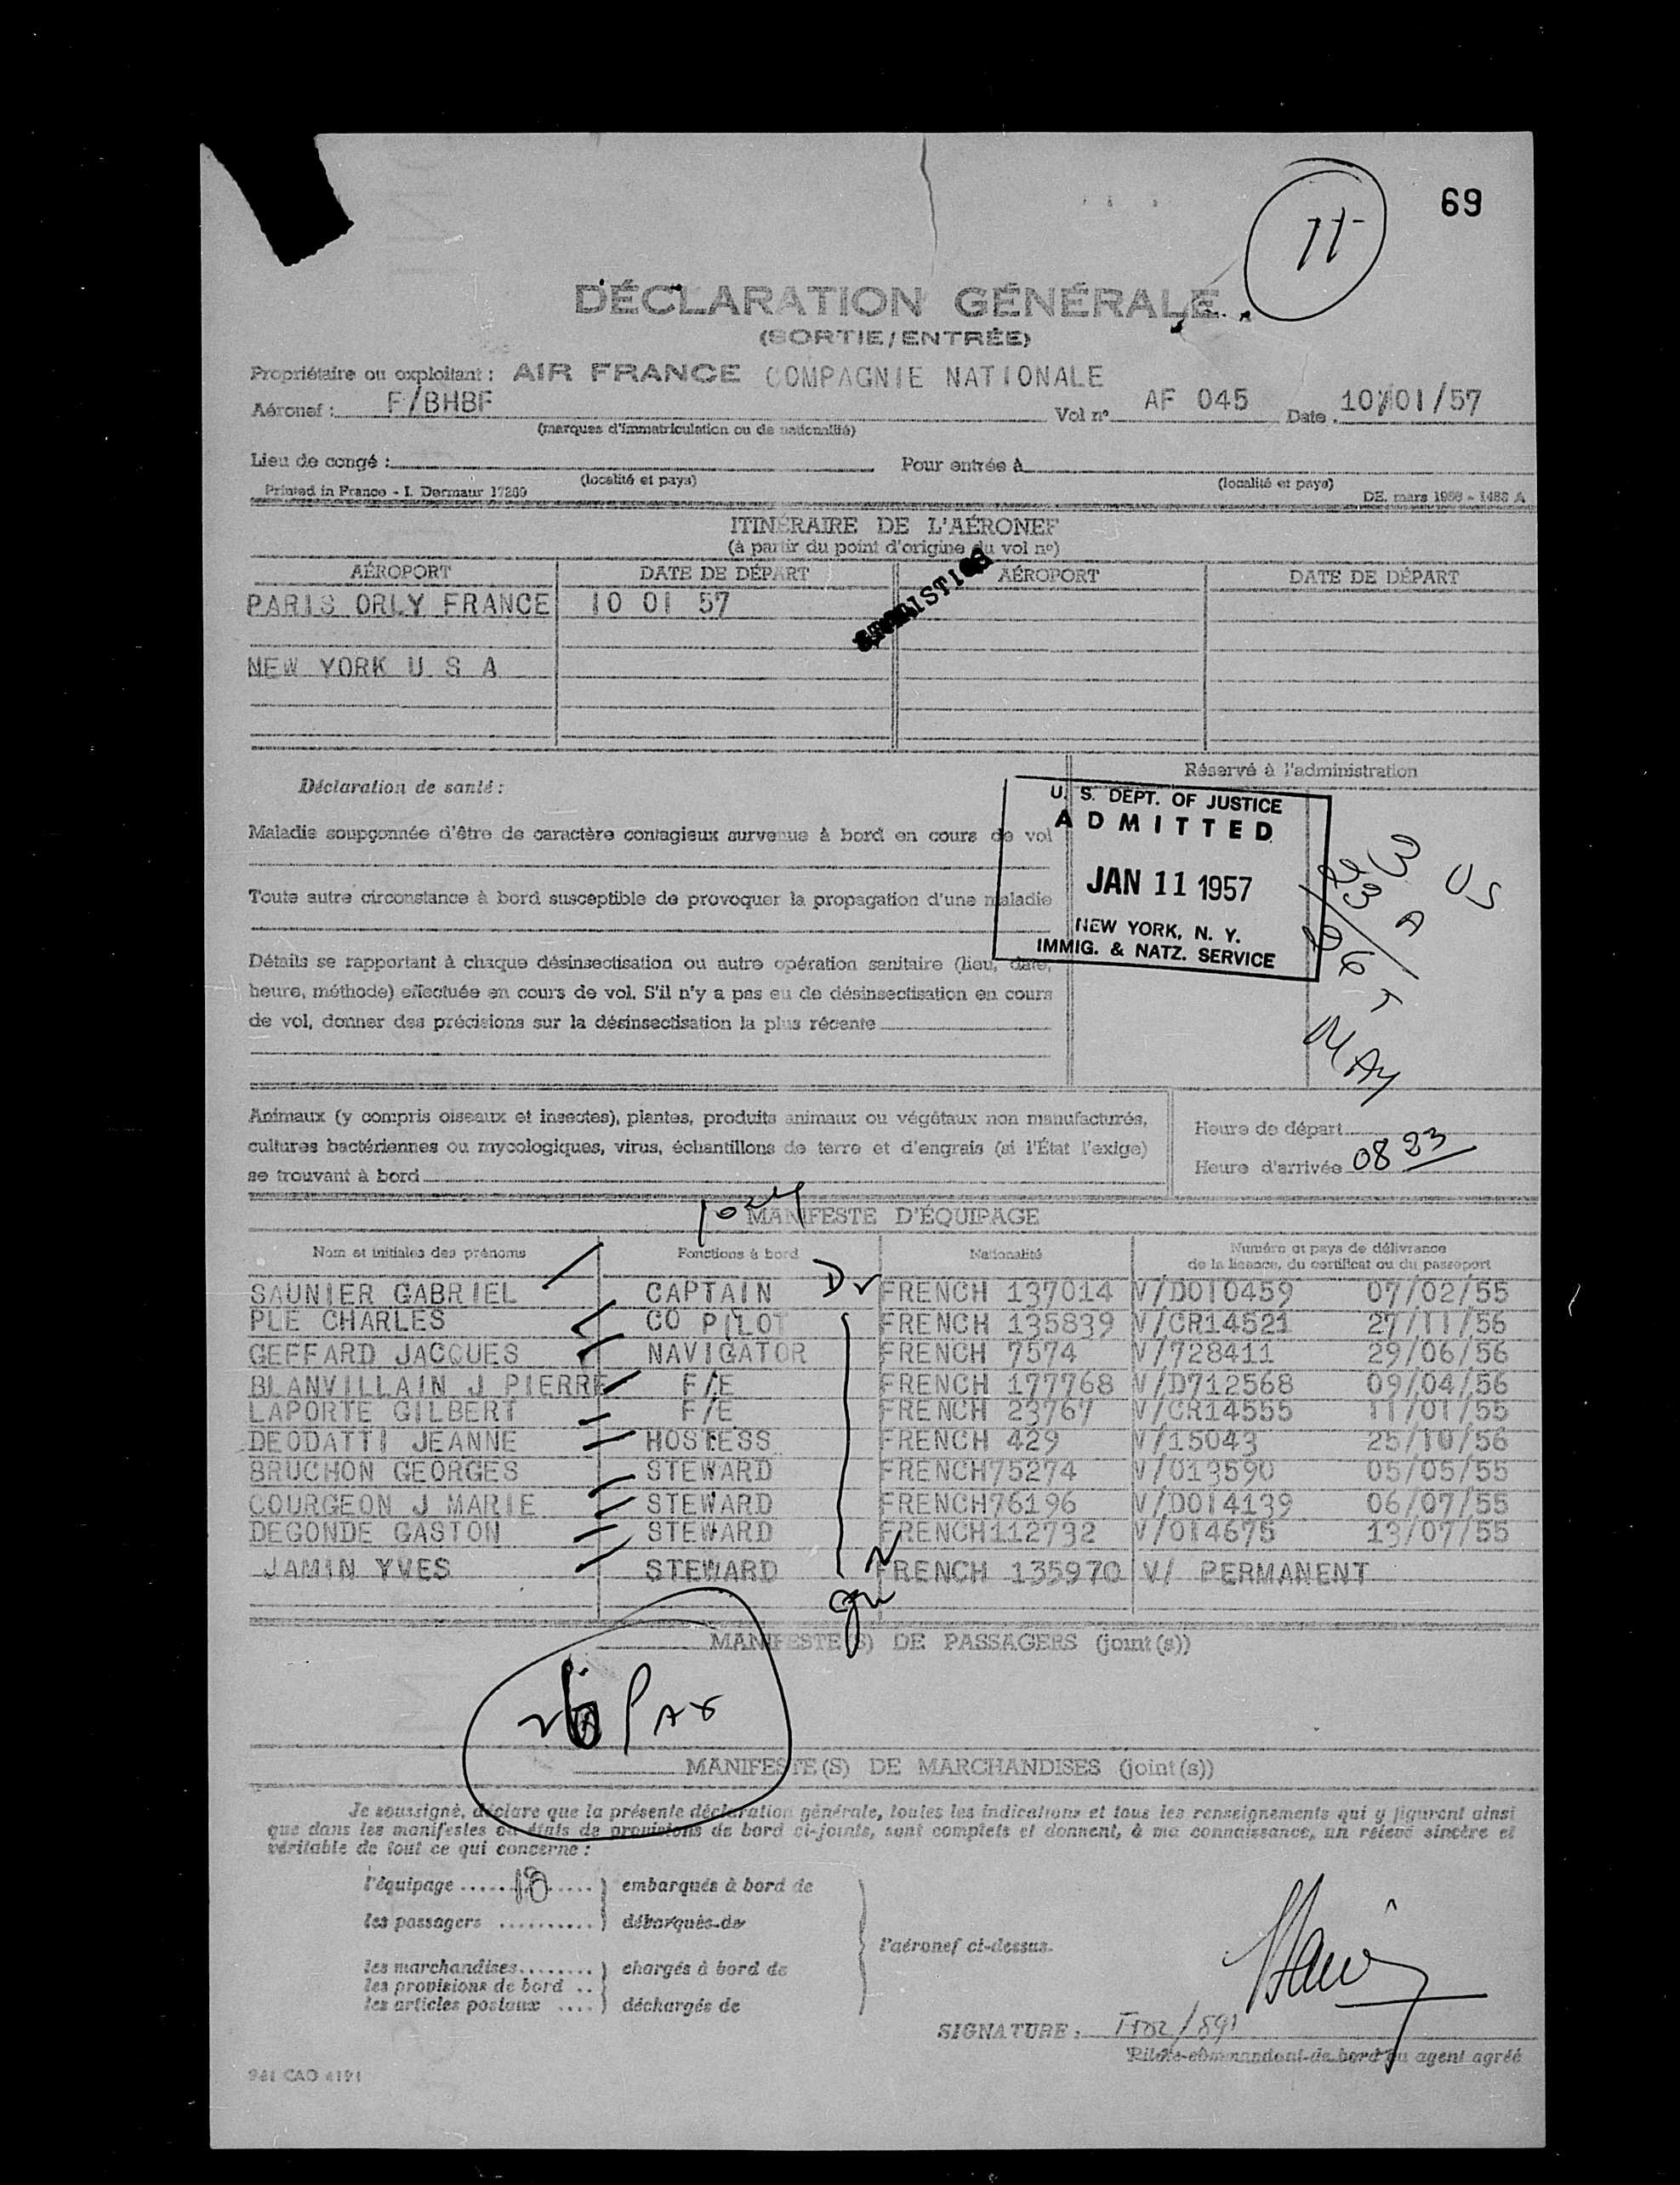 69
11
DÉCLARATION GÉNÉRALE
(SORTIE/ENTRÉE)
Propriétaire ou exploitant : AIR FRANCE COMPAGNIE NATIONALE
Aéronef : F/BHBF Vol nº AF 045 Date 10/01/57
(marques d'immatriculation ou de nationalité)
Lieu de congé : Pour entrée à
(localité et pays) (localité et pays)
Printed in France - I. Dermaur 17269 DE. mars 1956 - 1483 A
ITINÉRAIRE DE L'AÉRONEF
(à partir du point d'origine du vol nº)
AÉROPORT DATE DE DÉPART AÉROPORT DATE DE DÉPART
PARIS ORLY FRANCE 10 01 57
NEW YORK U S A
Réservé à l'administration
Déclaration de santé :
U. S. DEPT. OF JUSTICE
ADMITTED
JAN 11 1957
NEW YORK, N. Y.
IMMIG. & NATZ. SERVICE
US
MAY
Maladie soupçonnée d'être de caractère contagieux survenue à bord en cours de vol
Toute autre circonstance à bord susceptible de provoquer la propagation d'une maladie
Détails se rapportant à chaque désinsectisation ou autre opération sanitaire (lieu, date,
heure, méthode) effectuée en cours de vol. S'il n'y a pas eu de désinsectisation en cours
de vol, donner des précisions sur la désinsectisation la plus récente
Animaux (y compris oiseaux et insectes), plantes, produits animaux ou végétaux non manufacturés,
cultures bactériennes ou mycologiques, virus, échantillons de terre et d'engrais (si l'État l'exige)
se trouvant à bord
Heure de départ
Heure d'arrivée 0823
MANIFESTE D'ÉQUIPAGE
Nom et initiales des prénoms Fonctions à bord Nationalité Numéro et pays de délivrance
de la licence, du certificat ou du passeport
SAUNIER GABRIEL CAPTAIN FRENCH 137014 V/D010459 07/02/55
PLE CHARLES CO PILOT FRENCH 135839 V/CR14521 27/11/56
GEFFARD JACQUES NAVIGATOR FRENCH 7574 V/728411 29/06/56
BLANVILLAIN J PIERRE F/E FRENCH 177768 V/D712568 09/04/56
LAPORTE GILBERT F/E FRENCH 23767 V/CR14555 11/01/55
DEODATTI JEANNE HOSTESS FRENCH 429 V/15043 25/10/56
BRUCHON GEORGES STEWARD FRENCH75274 V/013590 05/05/55
COURGEON J MARIE STEWARD FRENCH76196 V/D014139 06/07/55
DEGONDE GASTON STEWARD FRENCH112732 V/014675 13/07/55
JAMIN YVES STEWARD FRENCH 135970 V/ PERMANENT
MANIFESTE(S) DE PASSAGERS (joint(s))
26 PAX
MANIFESTE(S) DE MARCHANDISES (joint(s))
Je soussigné, déclare que la présente déclaration générale, toutes les indications et tous les renseignements qui y figurent ainsi
que dans les manifestes ou états de provisions de bord ci-joints, sont complets et donnent, à ma connaissance, un relevé sincère et
véritable de tout ce qui concerne :
l'équipage ..... 10 ..... embarqués à bord de
les passagers .......... débarqués de
l'aéronef ci-dessus.
les marchandises........ chargés à bord de
les provisions de bord ..
les articles postaux .... déchargés de
SIGNATURE :
Pilote-commandant de bord ou agent agréé
941 CAO 4191